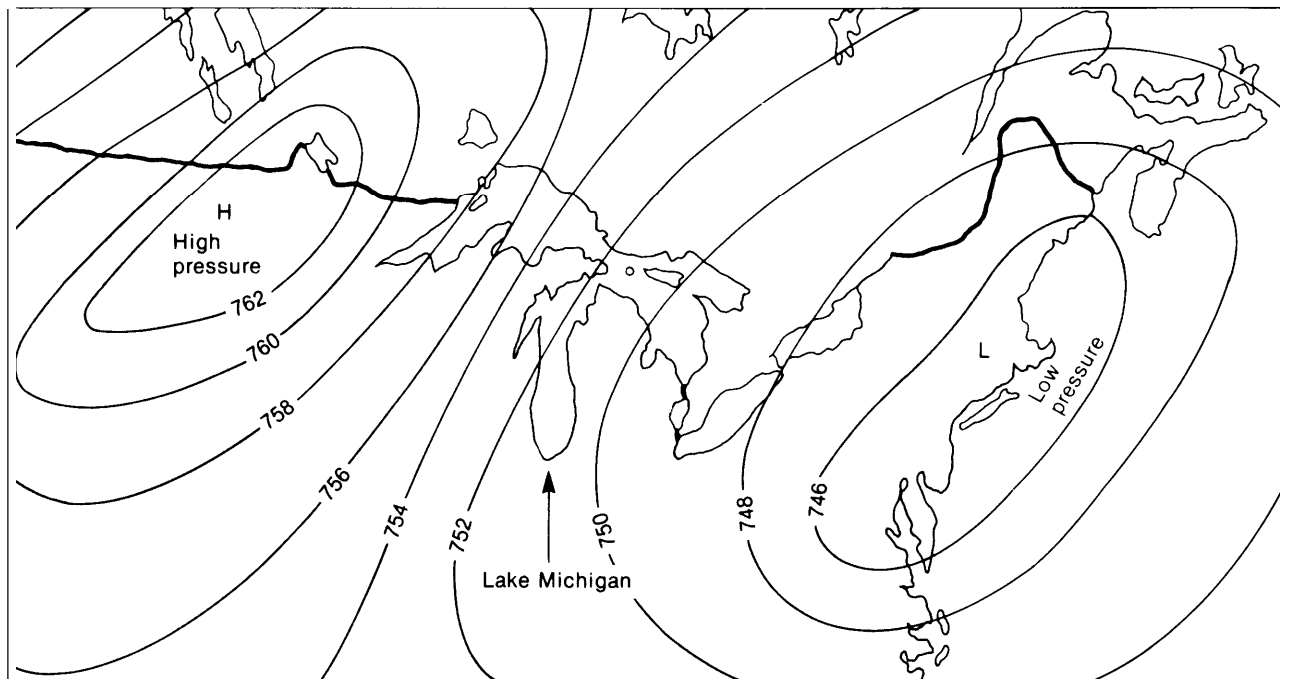 H
High
pressure
762
760
758
756
754
752
750
748
746
L
Low
pressure
Lake Michigan